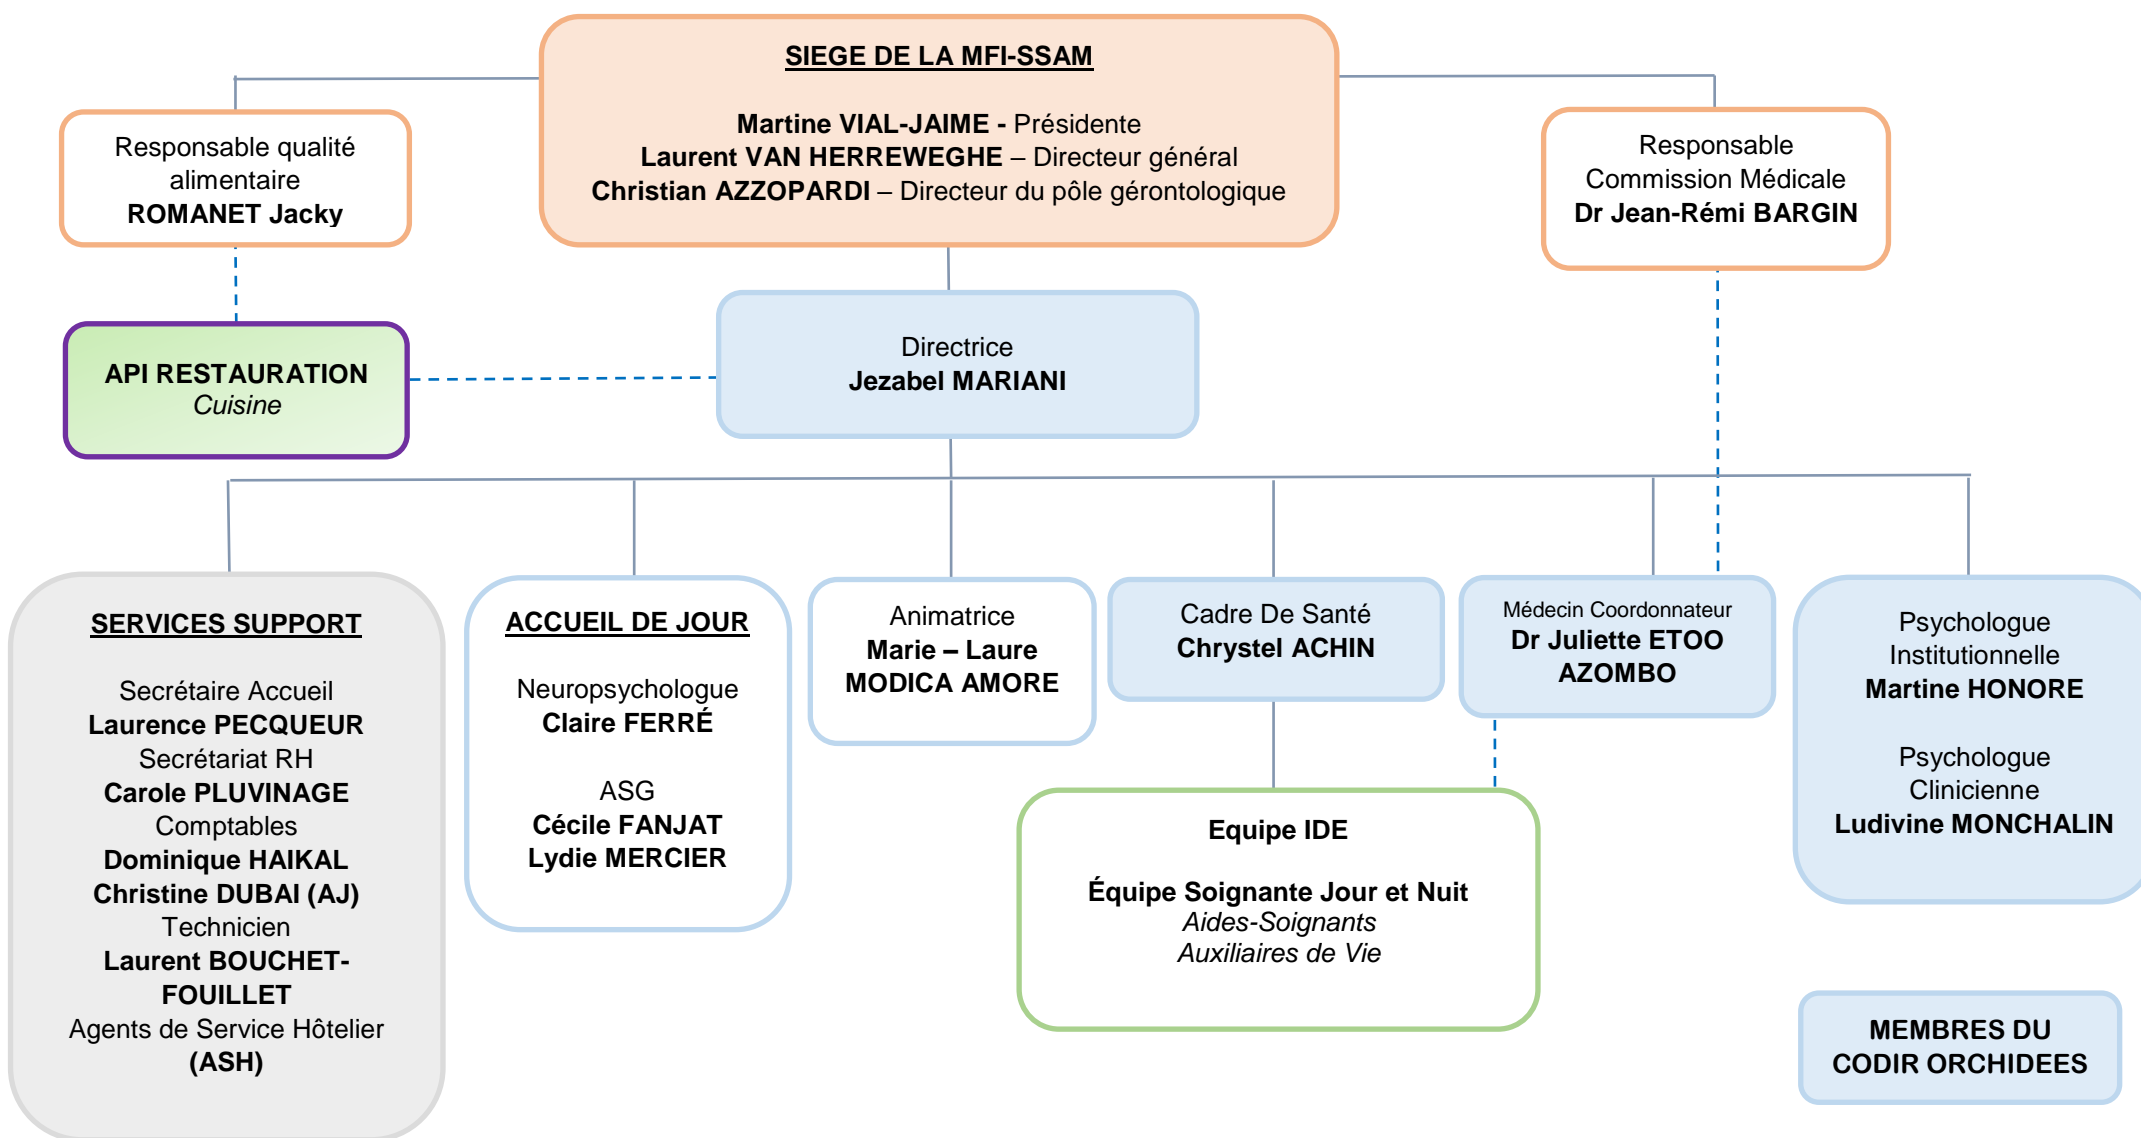 SIEGE DE LA MFI-SSAM
Martine VIAL-JAIME - Présidente
Laurent VAN HERREWEGHE – Directeur général
Christian AZZOPARDI – Directeur du pôle gérontologique
Responsable qualité
alimentaire
ROMANET Jacky
Responsable
Commission Médicale
Dr Jean-Rémi BARGIN
API RESTAURATION
Cuisine
Directrice
Jezabel MARIANI
SERVICES SUPPORT
Secrétaire Accueil
Laurence PECQUEUR
Secrétariat RH
Carole PLUVINAGE
Comptables
Dominique HAIKAL
Christine DUBAI (AJ)
Technicien
Laurent BOUCHET-
FOUILLET
Agents de Service Hôtelier
(ASH)
ACCUEIL DE JOUR
Neuropsychologue
Claire FERRÉ
ASG
Cécile FANJAT
Lydie MERCIER
Animatrice
Marie – Laure
MODICA AMORE
Cadre De Santé
Chrystel ACHIN
Médecin Coordonnateur
Dr Juliette ETOO
AZOMBO
Psychologue
Institutionnelle
Martine HONORE
Psychologue
Clinicienne
Ludivine MONCHALIN
Equipe IDE
Équipe Soignante Jour et Nuit
Aides-Soignants
Auxiliaires de Vie
MEMBRES DU
CODIR ORCHIDEES